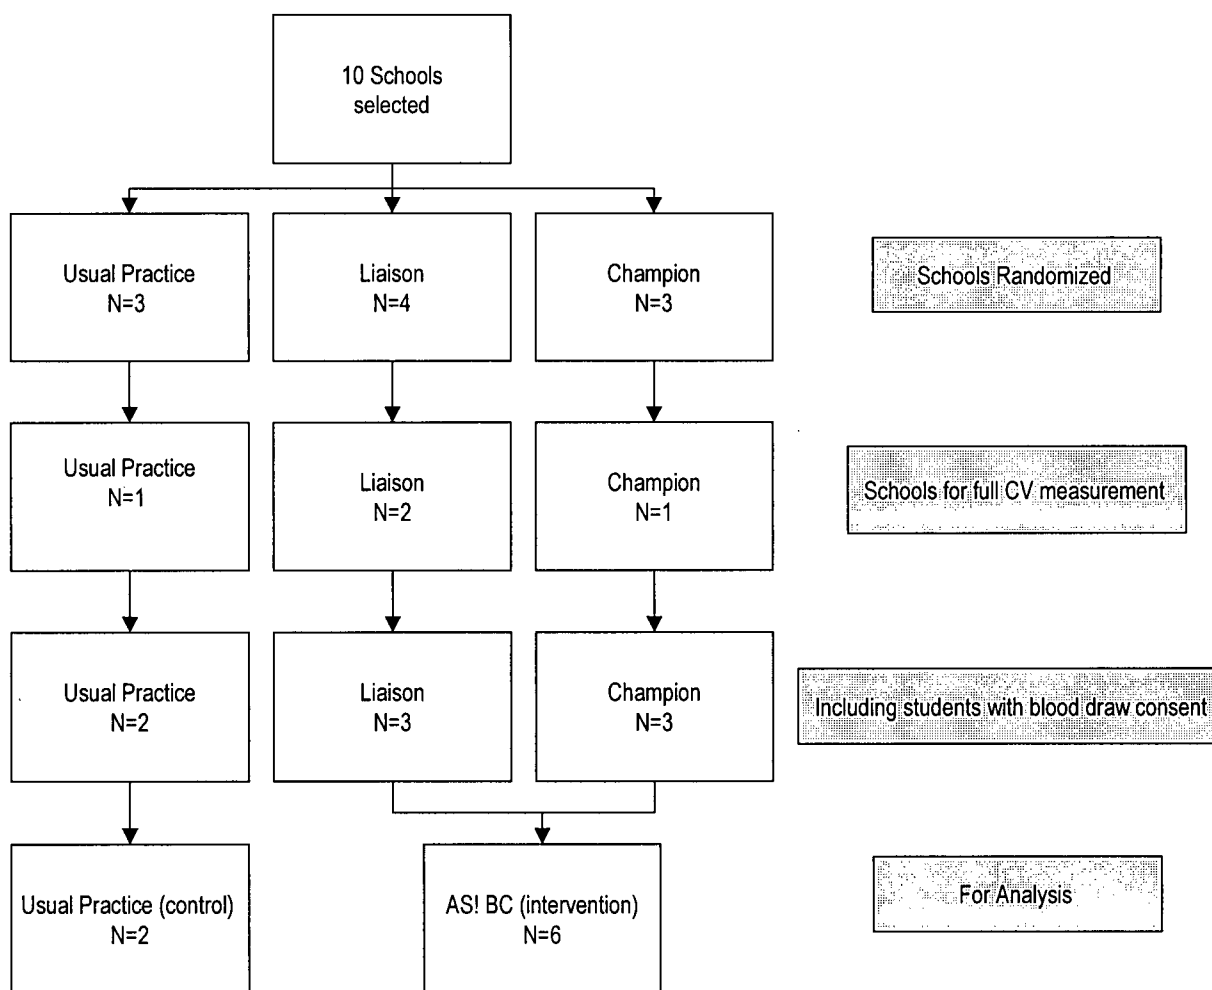 10 Schools
selected
Usual Practice
N=3
Liaison
N=4
Champion
N=3
Schools Randomized
Usual Practice
N=1
Liaison
N=2
Champion
N=1
Schools for full CV measurement
Usual Practice
N=2
Liaison
N=3
Champion
N=3
Including students with blood draw consent
Usual Practice (control)
N=2
AS! BC (intervention)
N=6
For Analysis